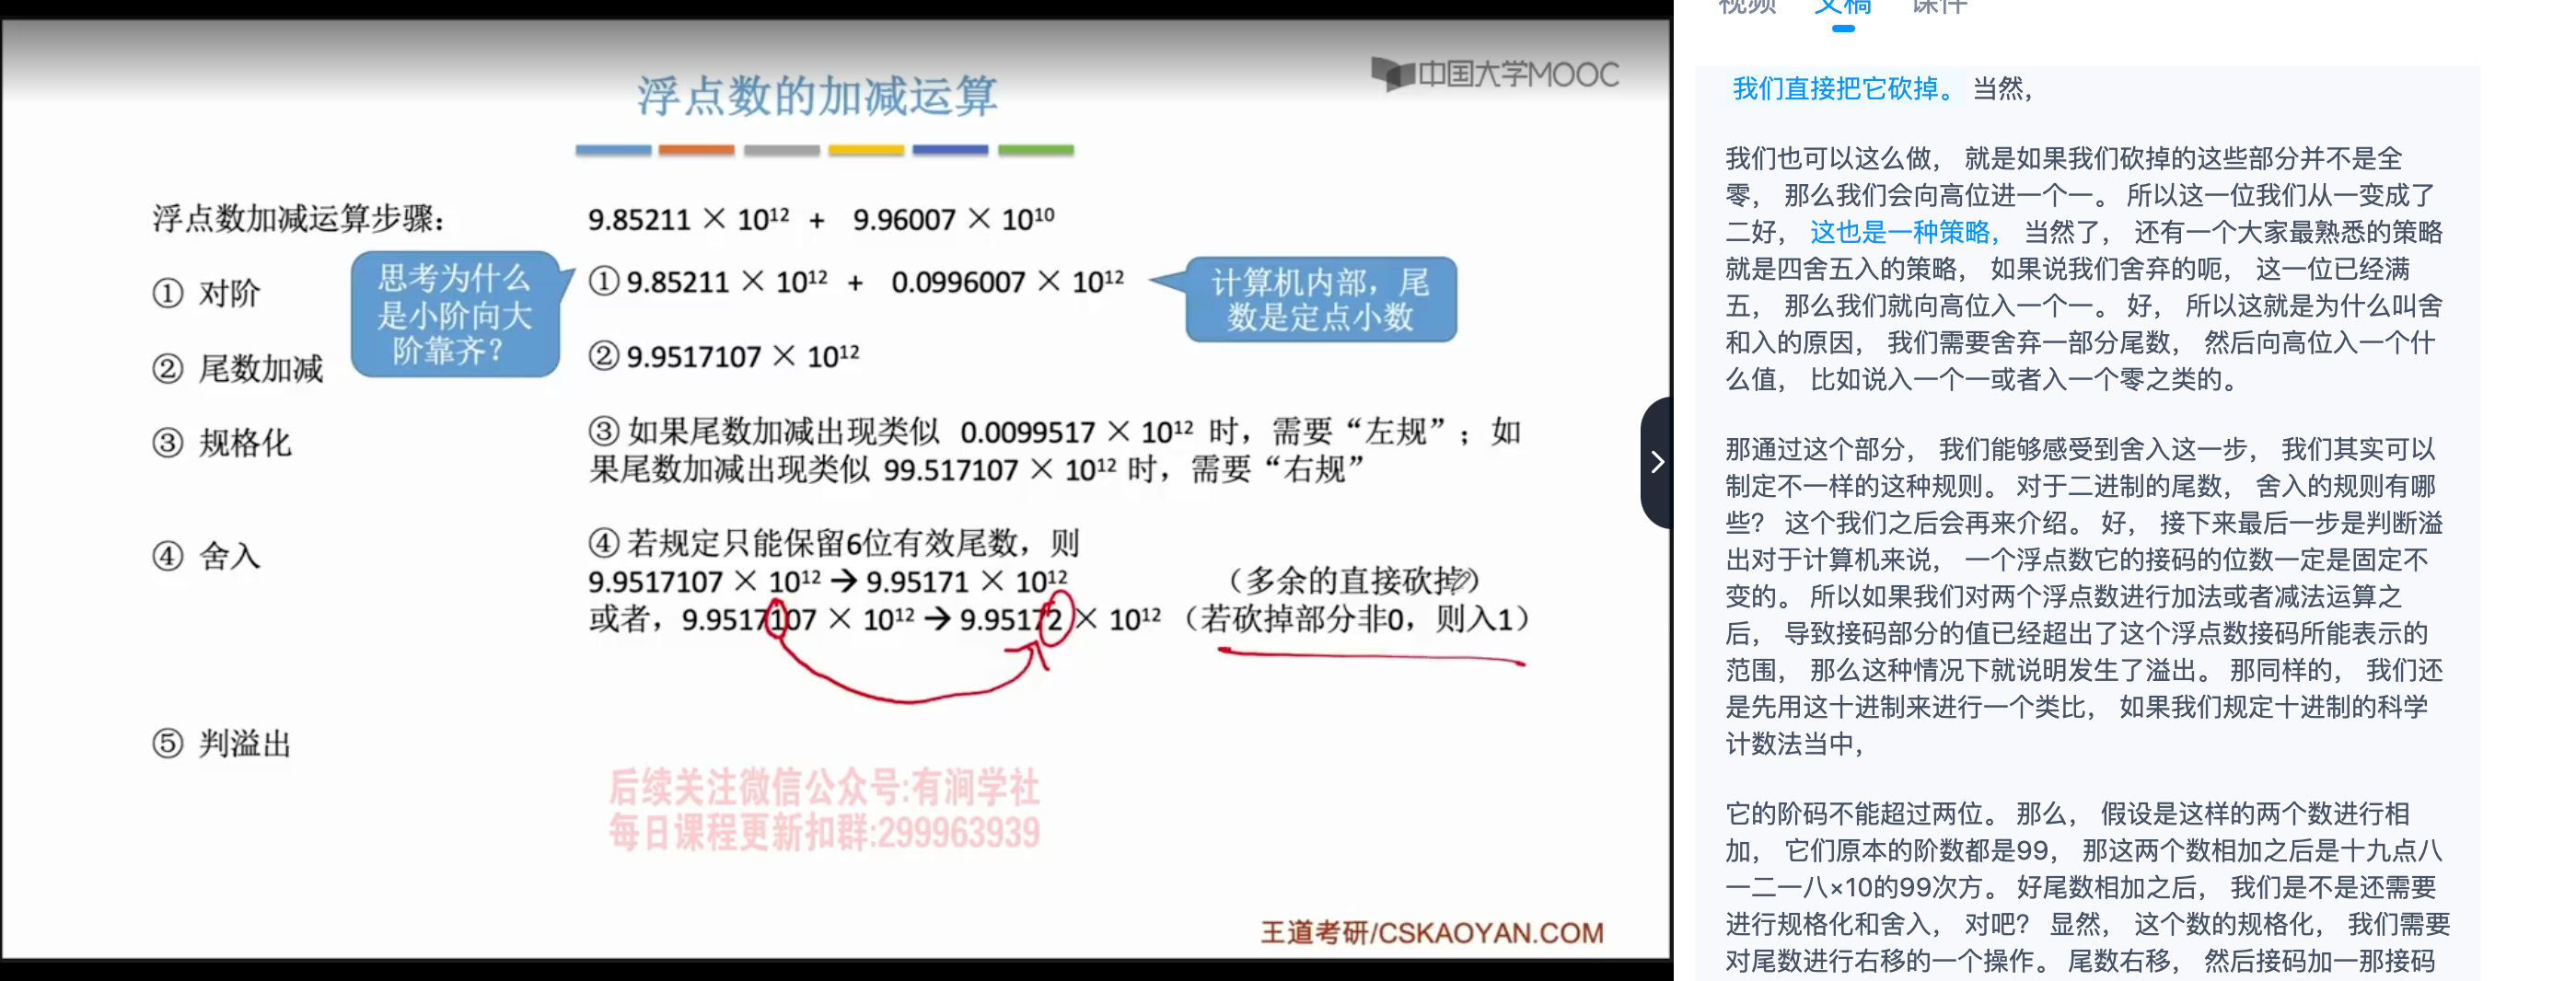 中国大学MOOC
浮点数的加减运算
浮点数加减运算步骤：
① 对阶
② 尾数加减
③ 规格化
④ 舍入
⑤ 判溢出
思考为什么
是小阶向大
阶靠齐？
9.85211 × 10¹² + 9.96007 × 10¹⁰
① 9.85211 × 10¹² + 0.0996007 × 10¹²
计算机内部，尾
数是定点小数
② 9.9517107 × 10¹²
③ 如果尾数加减出现类似 0.0099517 × 10¹² 时，需要“左规”；如
果尾数加减出现类似 99.517107 × 10¹² 时，需要“右规”
④ 若规定只能保留6位有效尾数，则
9.9517107 × 10¹² → 9.95171 × 10¹² （多余的直接砍掉）
或者，9.9517107 × 10¹² → 9.95172 × 10¹² （若砍掉部分非0，则入1）
后续关注微信公众号:有涧学社
每日课程更新扣群:299963939
王道考研/CSKAOYAN.COM
视频 文稿 课件
我们直接把它砍掉。 当然，
我们也可以这么做， 就是如果我们砍掉的这些部分并不是全
零， 那么我们会向高位进一个一。 所以这一位我们从一变成了
二好， 这也是一种策略， 当然了， 还有一个大家最熟悉的策略
就是四舍五入的策略， 如果说我们舍弃的呃， 这一位已经满
五， 那么我们就向高位入一个一。 好， 所以这就是为什么叫舍
和入的原因， 我们需要舍弃一部分尾数， 然后向高位入一个什
么值， 比如说入一个一或者入一个零之类的。
那通过这个部分， 我们能够感受到舍入这一步， 我们其实可以
制定不一样的这种规则。 对于二进制的尾数， 舍入的规则有哪
些？ 这个我们之后会再来介绍。 好， 接下来最后一步是判断溢
出对于计算机来说， 一个浮点数它的接码的位数一定是固定不
变的。 所以如果我们对两个浮点数进行加法或者减法运算之
后， 导致接码部分的值已经超出了这个浮点数接码所能表示的
范围， 那么这种情况下就说明发生了溢出。 那同样的， 我们还
是先用这十进制来进行一个类比， 如果我们规定十进制的科学
计数法当中，
它的阶码不能超过两位。 那么， 假设是这样的两个数进行相
加， 它们原本的阶数都是99， 那这两个数相加之后是十九点八
一二一八×10的99次方。 好尾数相加之后， 我们是不是还需要
进行规格化和舍入， 对吧？ 显然， 这个数的规格化， 我们需要
对尾数进行右移的一个操作。 尾数右移， 然后接码加一那接码